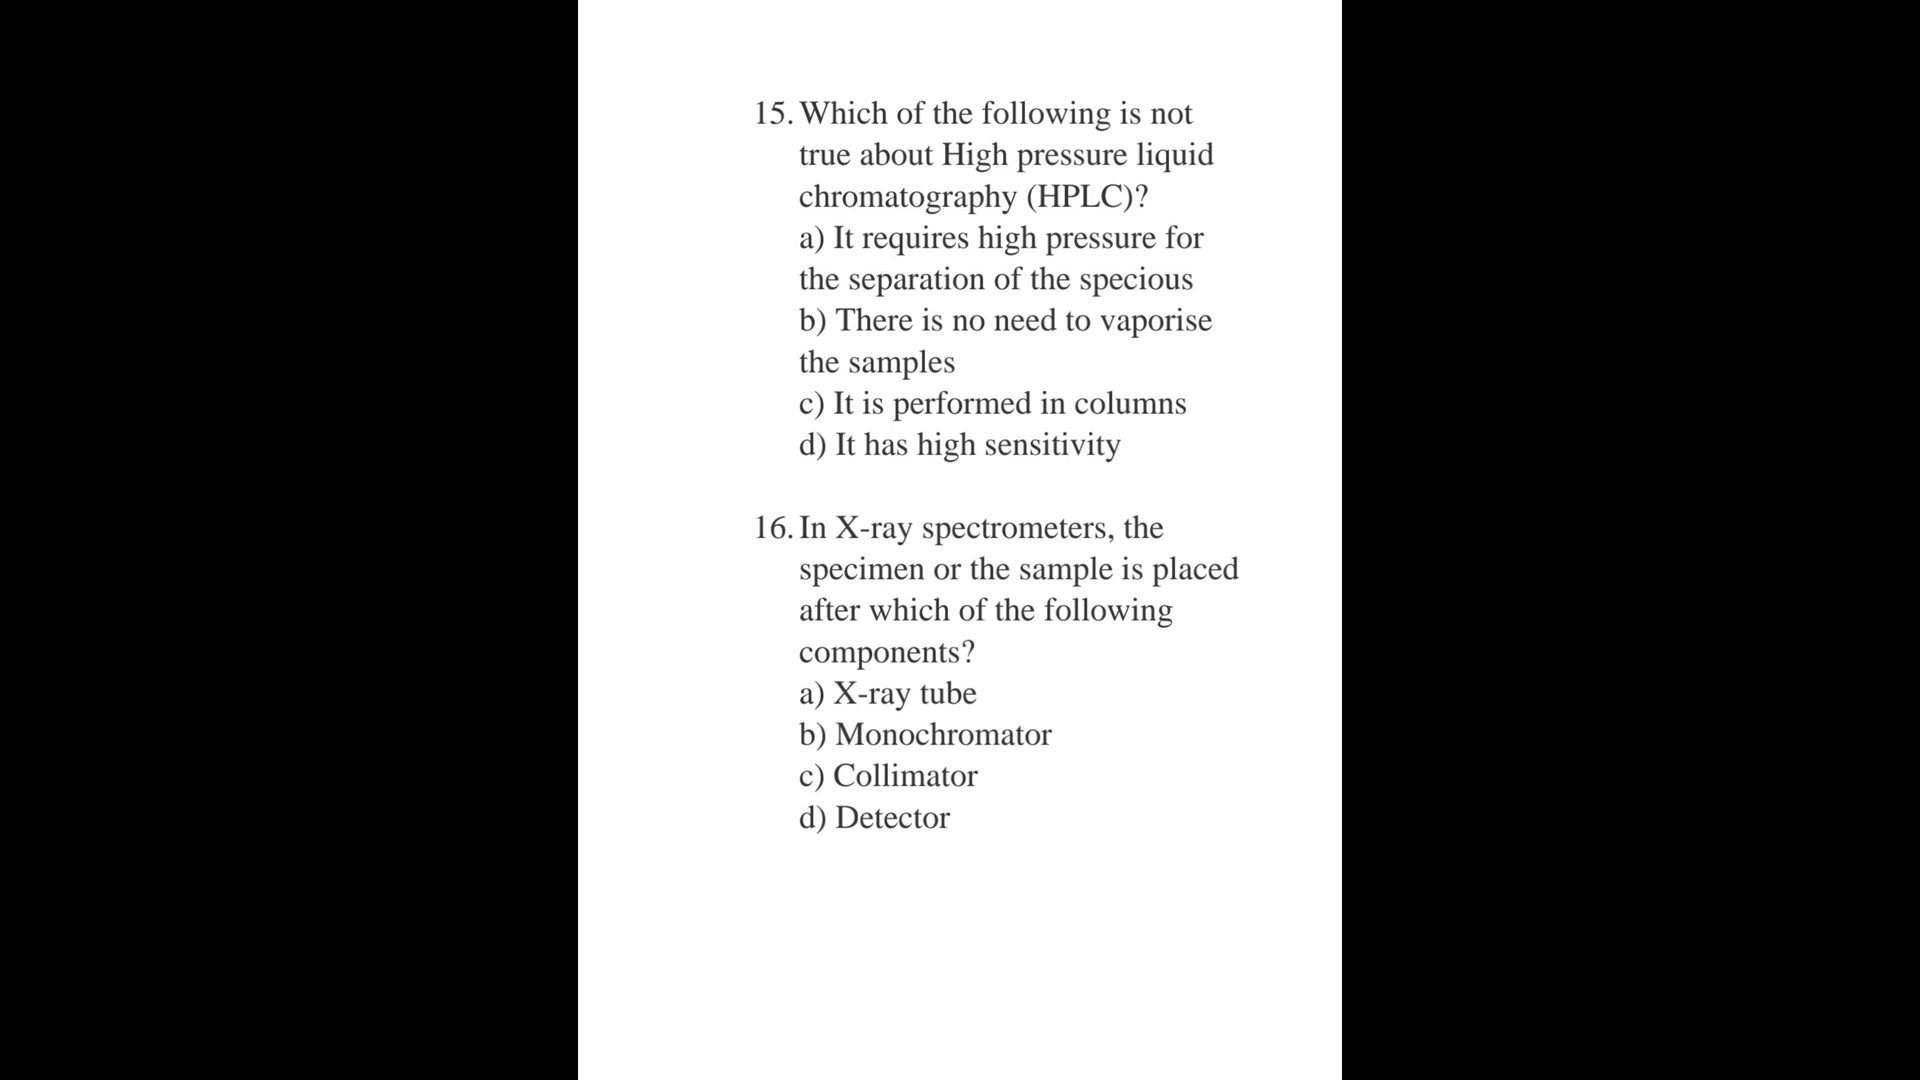 15. Which of the following is not
true about High pressure liquid
chromatography (HPLC)?
a) It requires high pressure for
the separation of the specious
b) There is no need to vaporise
the samples
c) It is performed in columns
d) It has high sensitivity
16. In X-ray spectrometers, the
specimen or the sample is placed
after which of the following
components?
a) X-ray tube
b) Monochromator
c) Collimator
d) Detector